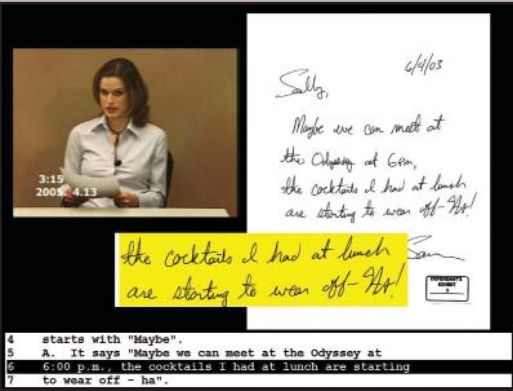 3:15
2005. 4.13
6/4/03
Sally,
Maybe we can meet at
the Odyssey at 6pm,
the cocktails I had at lunch
are starting to wear off - Ha!
Sam
the cocktails I had at lunch
are starting to wear off - Ha!
DEFENDANT'S
EXHIBIT
4 starts with "Maybe".
5 A. It says "Maybe we can meet at the Odyssey at
6 6:00 p.m., the cocktails I had at lunch are starting
7 to wear off - ha".